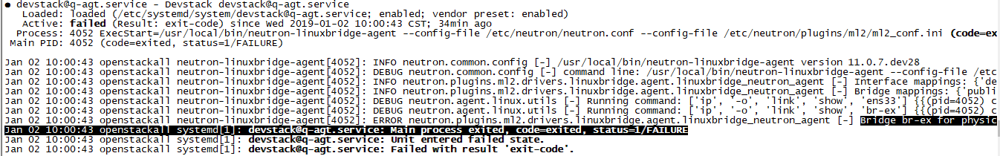 ● devstack@q-agt.service - Devstack devstack@q-agt.service
Loaded: loaded (/etc/systemd/system/devstack@q-agt.service; enabled; vendor preset: enabled)
Active: failed (Result: exit-code) since Wed 2019-01-02 10:00:43 CST; 34min ago
Process: 4052 ExecStart=/usr/local/bin/neutron-linuxbridge-agent --config-file /etc/neutron/neutron.conf --config-file /etc/neutron/plugins/ml2/ml2_conf.ini (code=ex
Main PID: 4052 (code=exited, status=1/FAILURE)
Jan 02 10:00:43 openstackall neutron-linuxbridge-agent[4052]: INFO neutron.common.config [-] /usr/local/bin/neutron-linuxbridge-agent version 11.0.7.dev28
Jan 02 10:00:43 openstackall neutron-linuxbridge-agent[4052]: DEBUG neutron.common.config [-] command line: /usr/local/bin/neutron-linuxbridge-agent --config-file /etc
Jan 02 10:00:43 openstackall neutron-linuxbridge-agent[4052]: INFO neutron.plugins.ml2.drivers.linuxbridge.agent.linuxbridge_neutron_agent [-] Interface mappings: {'de
Jan 02 10:00:43 openstackall neutron-linuxbridge-agent[4052]: INFO neutron.plugins.ml2.drivers.linuxbridge.agent.linuxbridge_neutron_agent [-] Bridge mappings: {'publi
Jan 02 10:00:43 openstackall neutron-linuxbridge-agent[4052]: DEBUG neutron.agent.linux.utils [-] Running command: ['ip', '-o', 'link', 'show', 'ens33'] {{(pid=4052) c
Jan 02 10:00:43 openstackall neutron-linuxbridge-agent[4052]: DEBUG neutron.agent.linux.utils [-] Running command: ['ip', '-o', 'link', 'show', 'br-ex'] {{(pid=4052) c
Jan 02 10:00:43 openstackall neutron-linuxbridge-agent[4052]: ERROR neutron.plugins.ml2.drivers.linuxbridge.agent.linuxbridge_neutron_agent [-] Bridge br-ex for physic
Jan 02 10:00:43 openstackall systemd[1]: devstack@q-agt.service: Main process exited, code=exited, status=1/FAILURE
Jan 02 10:00:43 openstackall systemd[1]: devstack@q-agt.service: Unit entered failed state.
Jan 02 10:00:43 openstackall systemd[1]: devstack@q-agt.service: Failed with result 'exit-code'.